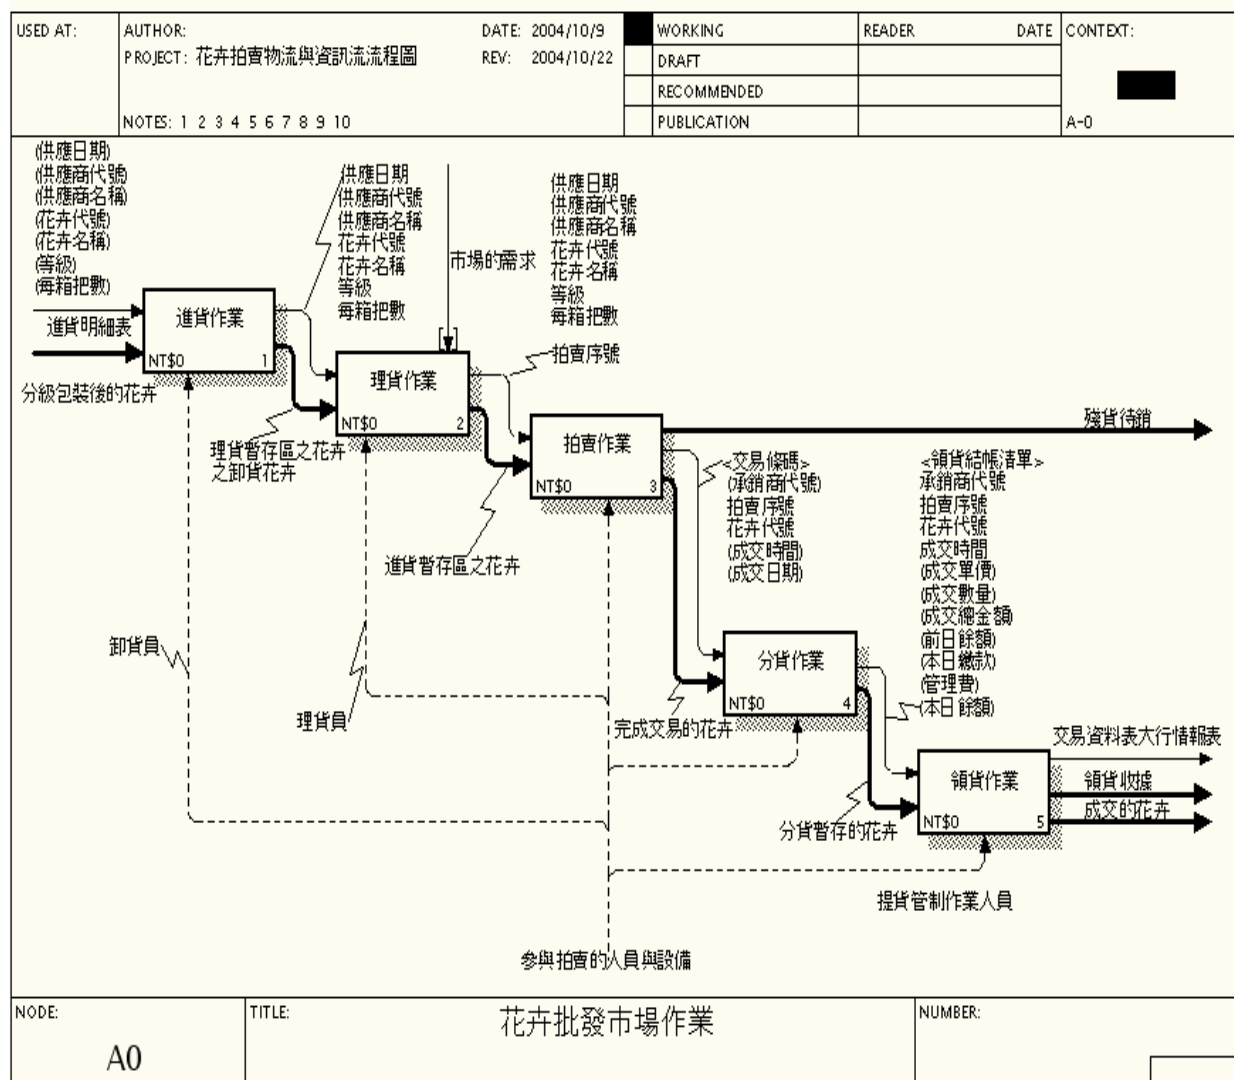 USED AT:
AUTHOR:
DATE: 2004/10/9
PROJECT: 花卉拍賣物流與資訊流流程圖
REV: 2004/10/22
NOTES: 1 2 3 4 5 6 7 8 9 10
WORKING
DRAFT
RECOMMENDED
PUBLICATION
READER
DATE
CONTEXT:
A-0
(供應日期)
(供應商代號)
(供應商名稱)
(花卉代號)
(花卉名稱)
(等級)
(每箱把數)
進貨明細表
分級包裝後的花卉
進貨作業
NT$0
1
供應日期
供應商代號
供應商名稱
花卉代號
花卉名稱
等級
每箱把數
市場的需求
理貨作業
NT$0
2
理貨暫存區之花卉
之卸貨花卉
供應日期
供應商代號
供應商名稱
花卉代號
花卉名稱
等級
每箱把數
拍賣序號
拍賣作業
NT$0
3
進貨暫存區之花卉
殘貨待銷
<交易條碼>
(承銷商代號)
拍賣序號
花卉代號
(成交時間)
(成交日期)
<領貨結帳清單>
承銷商代號
拍賣序號
花卉代號
成交時間
(成交單價)
(成交數量)
(成交總金額)
(前日餘額)
(本日繳款)
(管理費)
(本日餘額)
卸貨員
理貨員
分貨作業
NT$0
4
完成交易的花卉
交易資料表大行情報表
領貨作業
NT$0
5
領貨收據
成交的花卉
分貨暫存的花卉
提貨管制作業人員
參與拍賣的人員與設備
NODE:
A0
TITLE:
花卉批發市場作業
NUMBER: